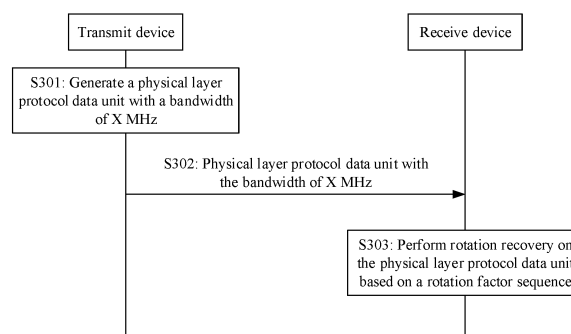 Transmit device
Receive device
S301: Generate a physical layer
protocol data unit with a bandwidth
of X MHz
S302: Physical layer protocol data unit with
the bandwidth of X MHz
S303: Perform rotation recovery on
the physical layer protocol data unit
based on a rotation factor sequence